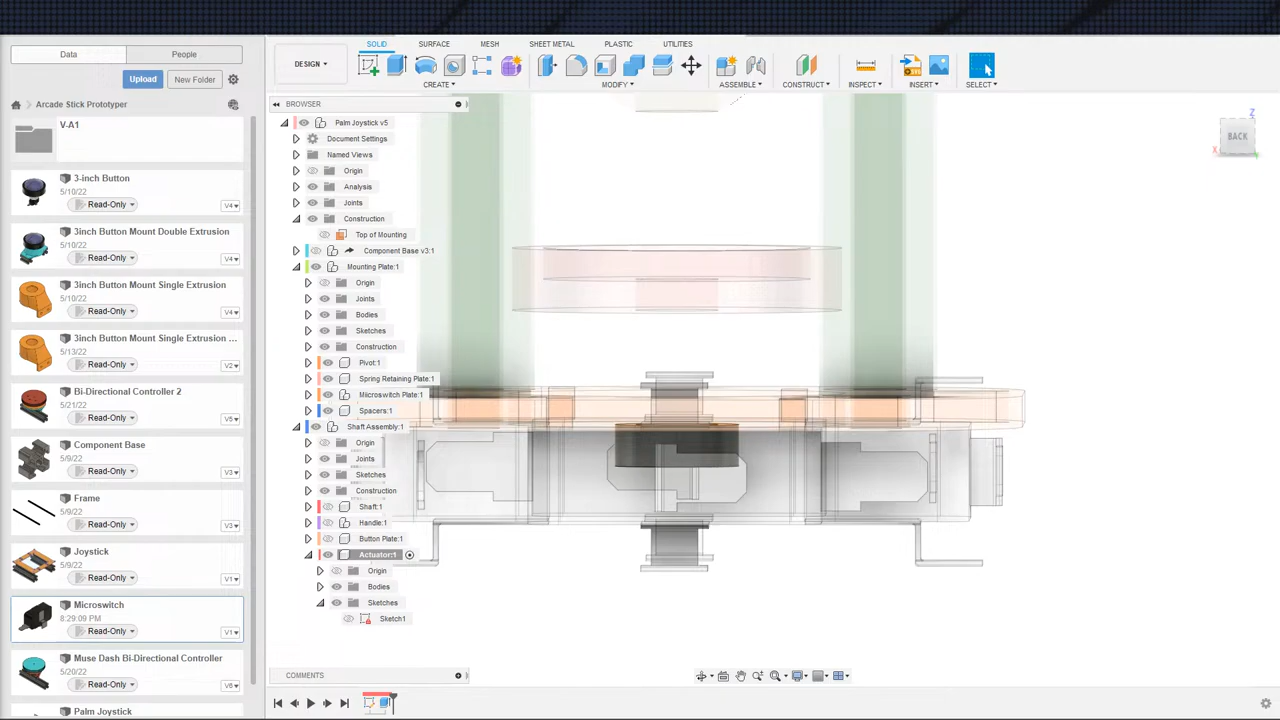 Data
People
Upload
New Folder
Arcade Stick Prototyper
V-A1
3-inch Button
5/10/22
Read-Only
V4
3inch Button Mount Double Extrusion
5/10/22
Read-Only
V4
3inch Button Mount Single Extrusion
5/10/22
Read-Only
V4
3inch Button Mount Single Extrusion ...
5/13/22
Read-Only
V2
Bi-Directional Controller 2
5/21/22
Read-Only
V5
Component Base
5/9/22
Read-Only
V3
Frame
5/9/22
Read-Only
V3
Joystick
5/9/22
Read-Only
V1
Microswitch
8:29:09 PM
Read-Only
V1
Muse Dash Bi-Directional Controller
5/20/22
Read-Only
V6
Palm Joystick
DESIGN
SOLID SURFACE MESH SHEET METAL PLASTIC UTILITIES
CREATE MODIFY ASSEMBLE CONSTRUCT INSPECT INSERT SELECT
BROWSER
Palm Joystick v5
Document Settings
Named Views
Origin
Analysis
Joints
Construction
Top of Mounting
Component Base v3:1
Mounting Plate:1
Origin
Joints
Bodies
Sketches
Construction
Pivot:1
Spring Retaining Plate:1
Miicroswitch Plate:1
Spacers:1
Shaft Assembly:1
Origin
Joints
Sketches
Construction
Shaft:1
Handle:1
Button Plate:1
Actuator:1
Origin
Bodies
Sketches
Sketch1
COMMENTS
BACK
Z
X
Y